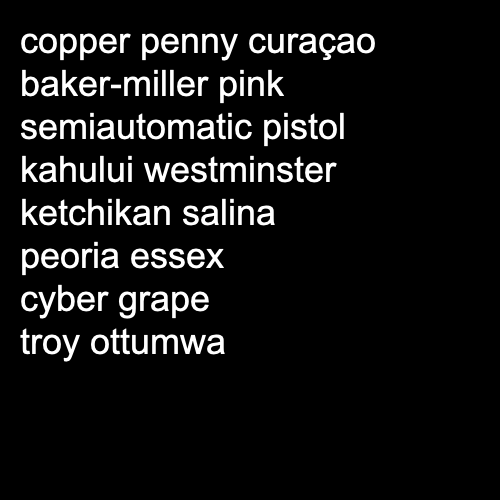 copper penny curaçao
baker-miller pink
semiautomatic pistol
kahului westminster
ketchikan salina
peoria essex
cyber grape
troy ottumwa